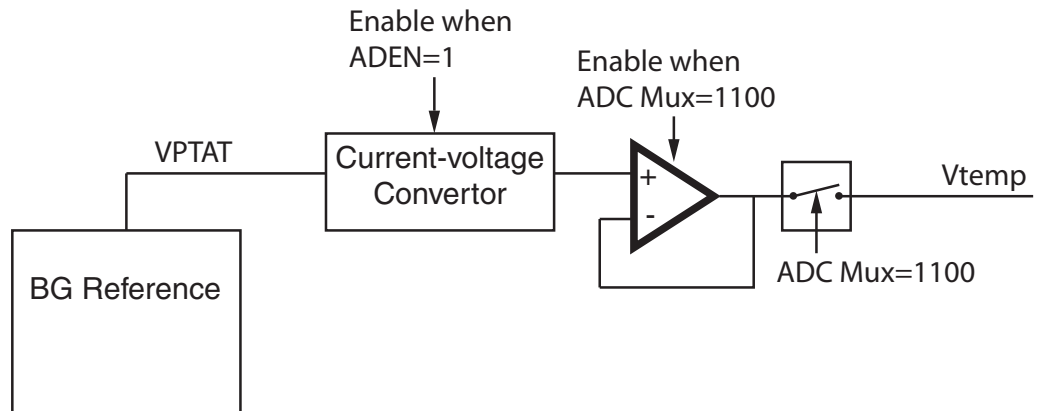 Enable when
ADEN=1
Enable when
ADC Mux=1100
VPTAT
Current-voltage
Convertor
+
-
Vtemp
BG Reference
ADC Mux=1100